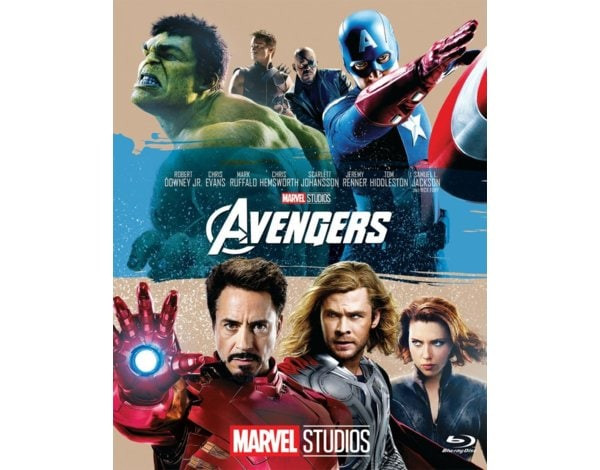 ROBERT CHRIS MARK CHRIS SCARLETT JEREMY TOM SAMUEL L.
DOWNEY JR. EVANS RUFFALO HEMSWORTH JOHANSSON RENNER HIDDLESTON JACKSON
MARVEL STUDIOS
AVENGERS
MARVEL STUDIOS
Blu-ray Disc